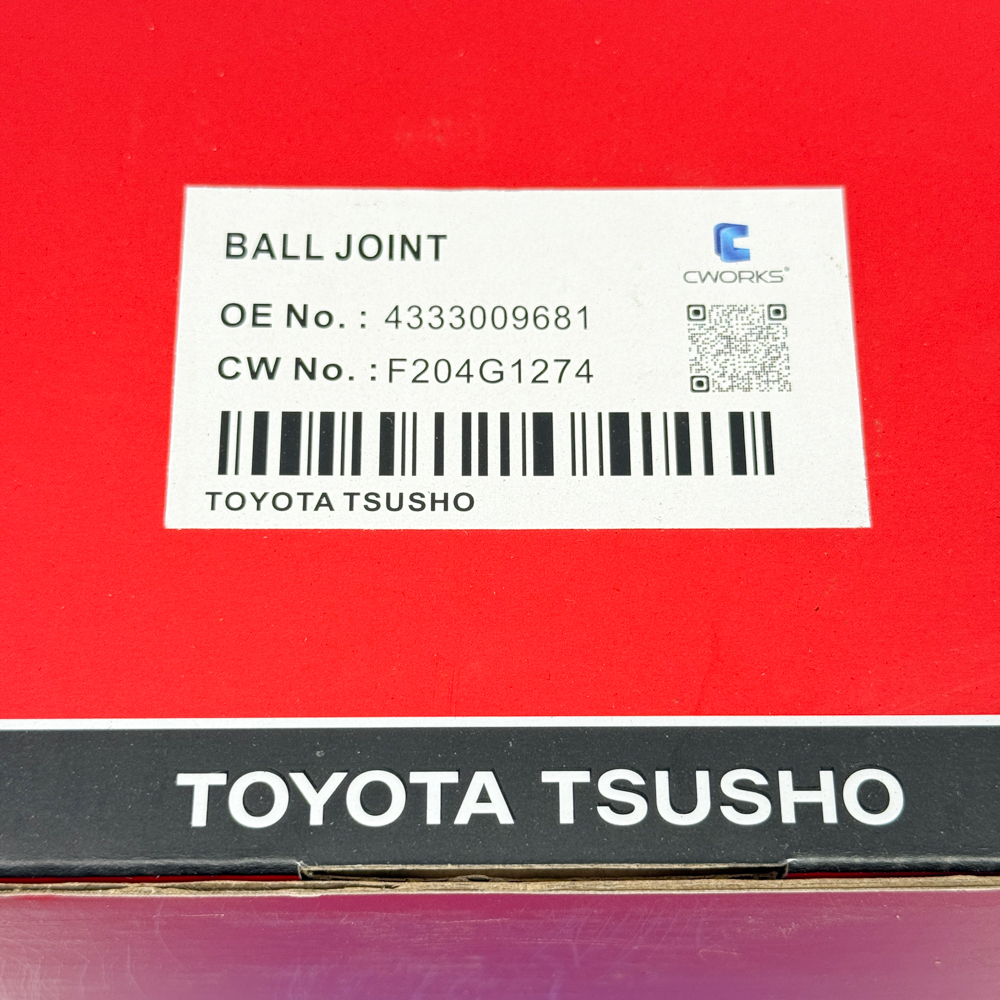 BALL JOINT
CWORKS®
OE No. : 4333009681
CW No. : F204G1274
TOYOTA TSUSHO
TOYOTA TSUSHO